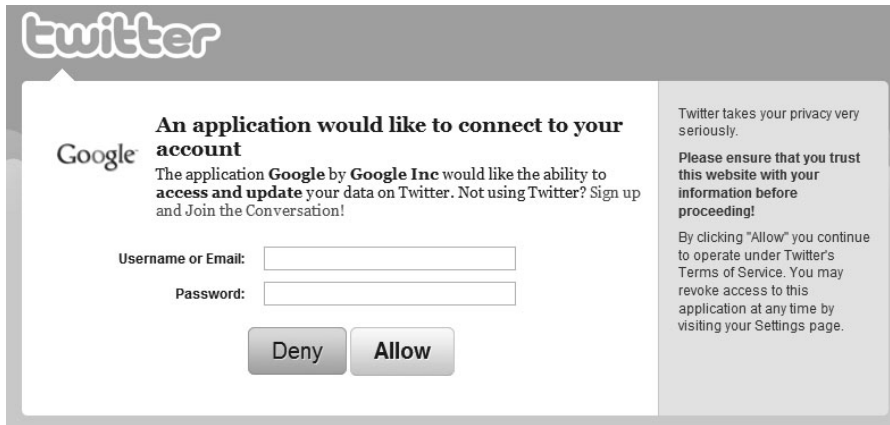 twitter
Google
An application would like to connect to your
account
The application Google by Google Inc would like the ability to
access and update your data on Twitter. Not using Twitter? Sign up
and Join the Conversation!
Username or Email:
Password:
Deny
Allow
Twitter takes your privacy very
seriously.
Please ensure that you trust
this website with your
information before
proceeding!
By clicking "Allow" you continue
to operate under Twitter's
Terms of Service. You may
revoke access to this
application at any time by
visiting your Settings page.